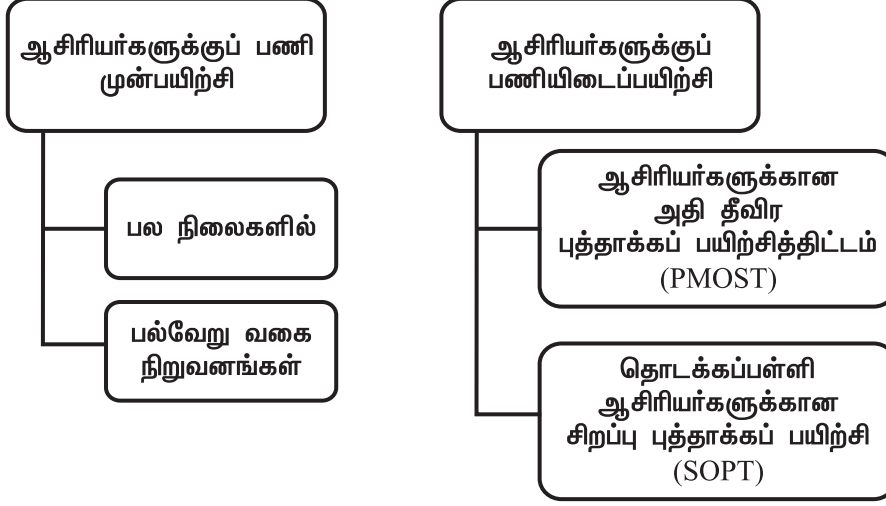 ஆசிரியர்களுக்குப் பணி
முன்பயிற்சி
பல நிலைகளில்
பல்வேறு வகை
நிறுவனங்கள்
ஆசிரியர்களுக்குப்
பணியிடைப்பயிற்சி
ஆசிரியர்களுக்கான
அதி தீவிர
புத்தாக்கப் பயிற்சித்திட்டம்
(PMOST)
தொடக்கப்பள்ளி
ஆசிரியர்களுக்கான
சிறப்பு புத்தாக்கப் பயிற்சி
(SOPT)